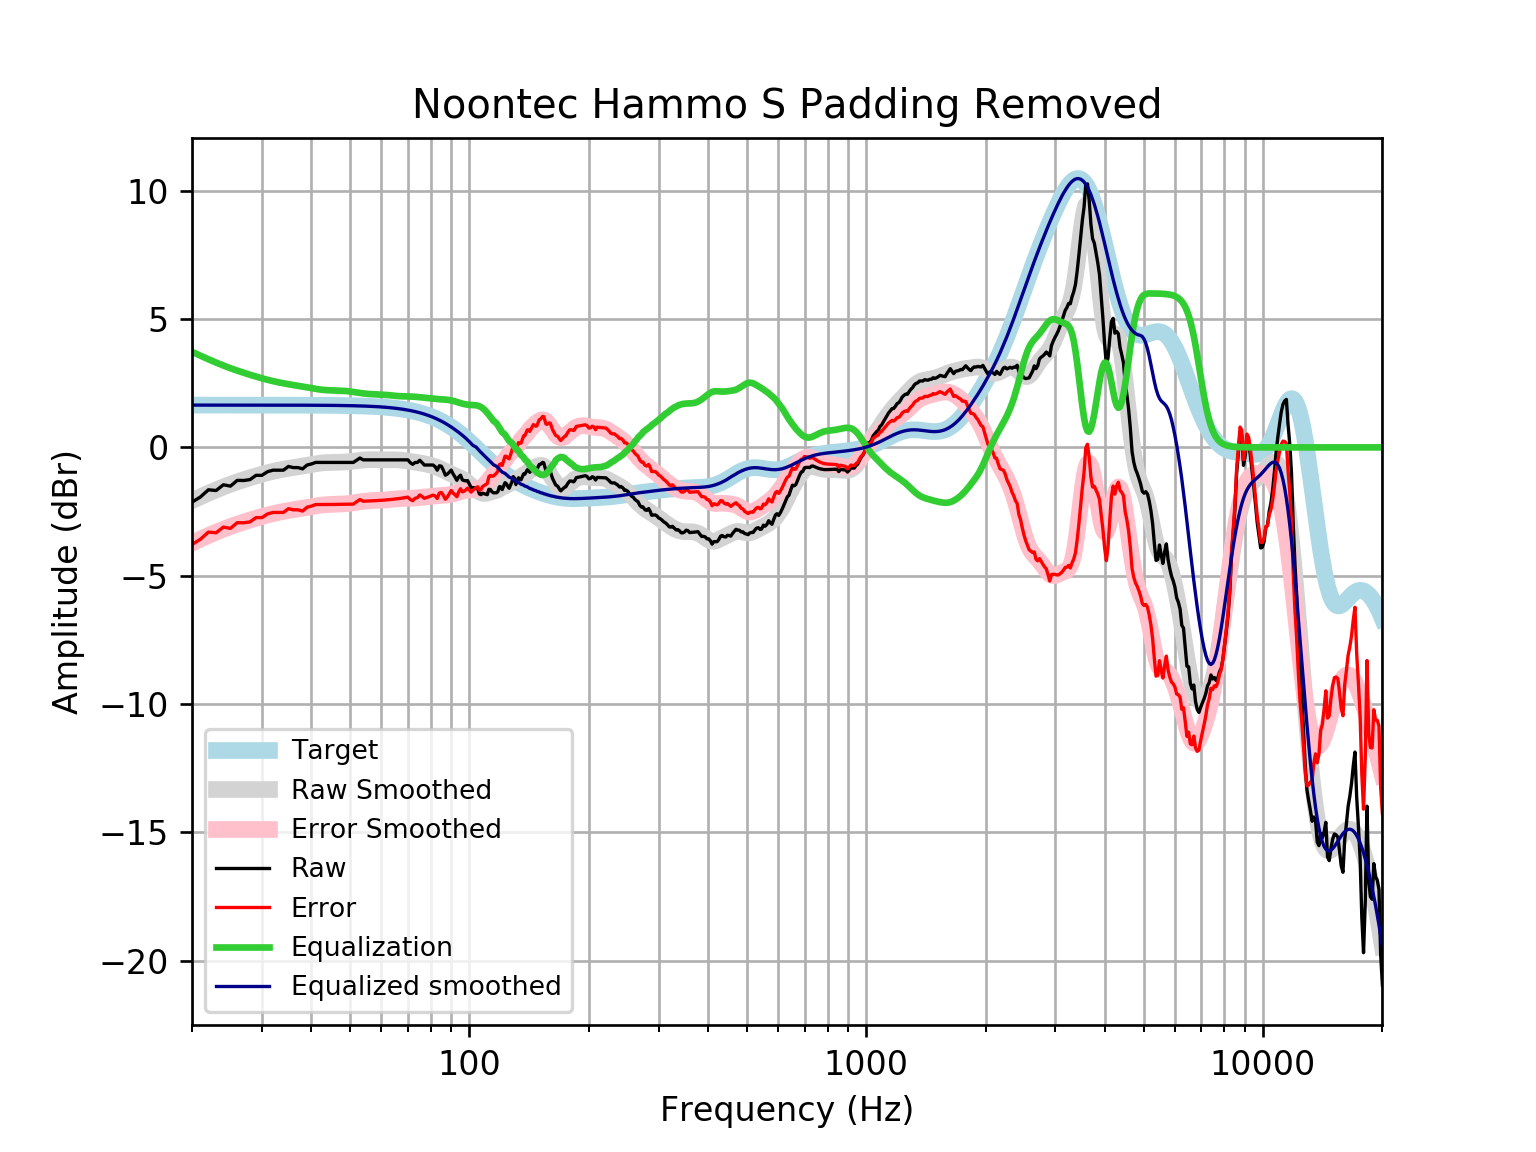 Noontec Hammo S Padding Removed
10
5
0
−5
−10
−15
−20
Amplitude (dBr)
Target
Raw Smoothed
Error Smoothed
Raw
Error
Equalization
Equalized smoothed
100
1000
10000
Frequency (Hz)